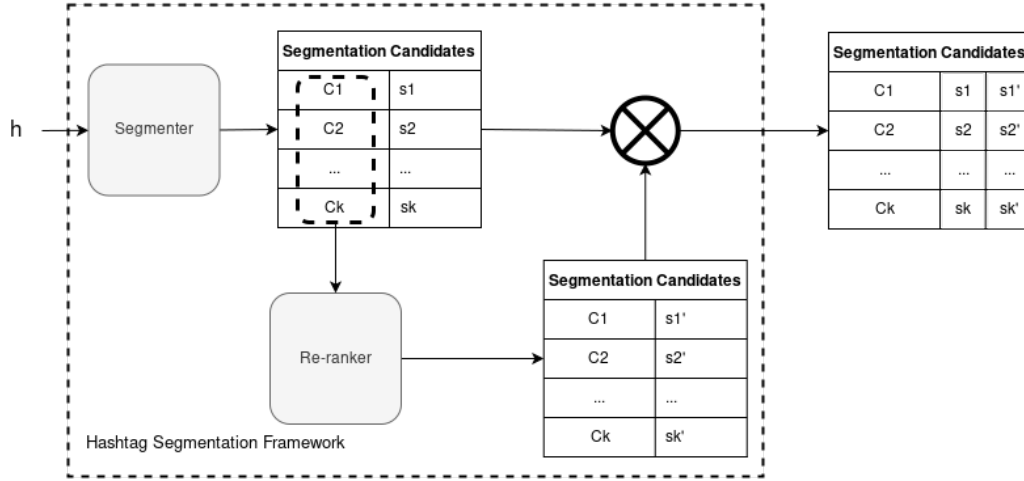 h
Segmenter
Segmentation Candidates
C1 s1
C2 s2
... ...
Ck sk
Re-ranker
Segmentation Candidates
C1 s1'
C2 s2'
... ...
Ck sk'
Segmentation Candidates
C1 s1 s1'
C2 s2 s2'
... ... ...
Ck sk sk'
Hashtag Segmentation Framework